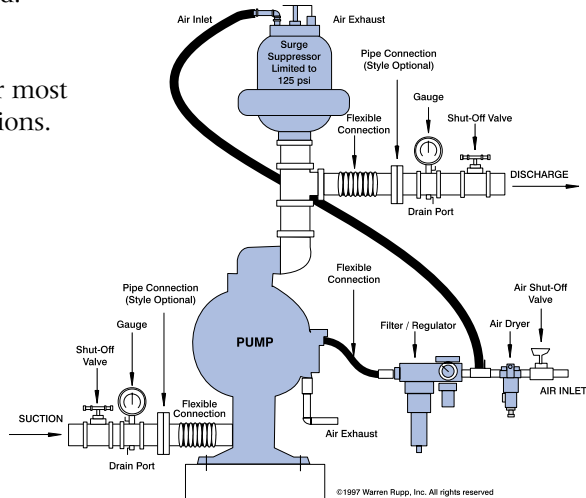 d.
r most
ions.
Air Inlet
Air Exhaust
Surge
Suppressor
Limited to
125 psi
Pipe Connection
(Style Optional)
Gauge
Flexible
Connection
Shut-Off Valve
DISCHARGE
Drain Port
Flexible
Connection
Air Shut-Off
Valve
Pipe Connection
(Style Optional)
Gauge
Filter / Regulator
Air Dryer
PUMP
Shut-Off
Valve
AIR INLET
Flexible
Connection
SUCTION
Air Exhaust
Drain Port
©1997 Warren Rupp, Inc. All rights reserved